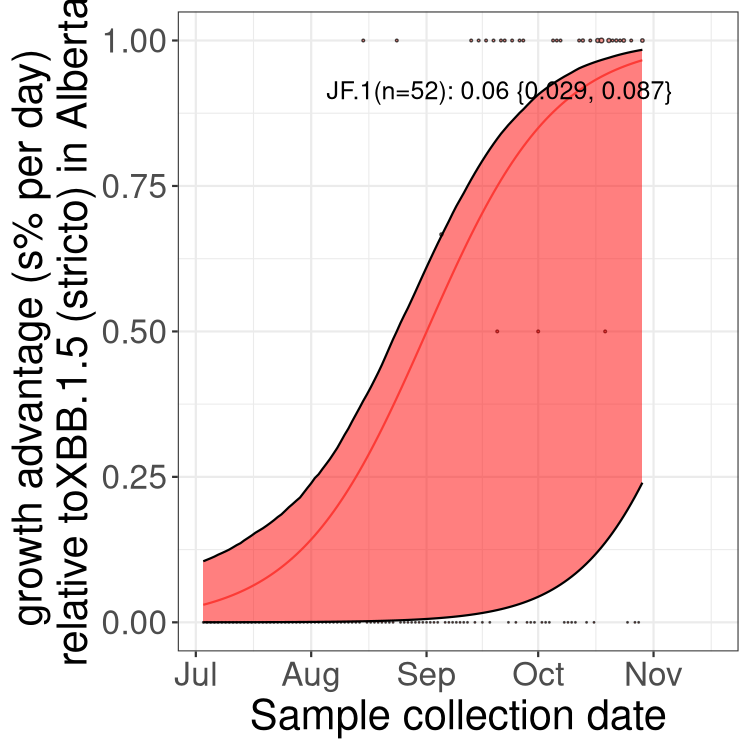 growth advantage (s% per day)
relative toXBB.1.5 (stricto) in Alberta
1.00
0.75
0.50
0.25
0.00
JF.1(n=52): 0.06 {0.029, 0.087}
Jul Aug Sep Oct Nov
Sample collection date